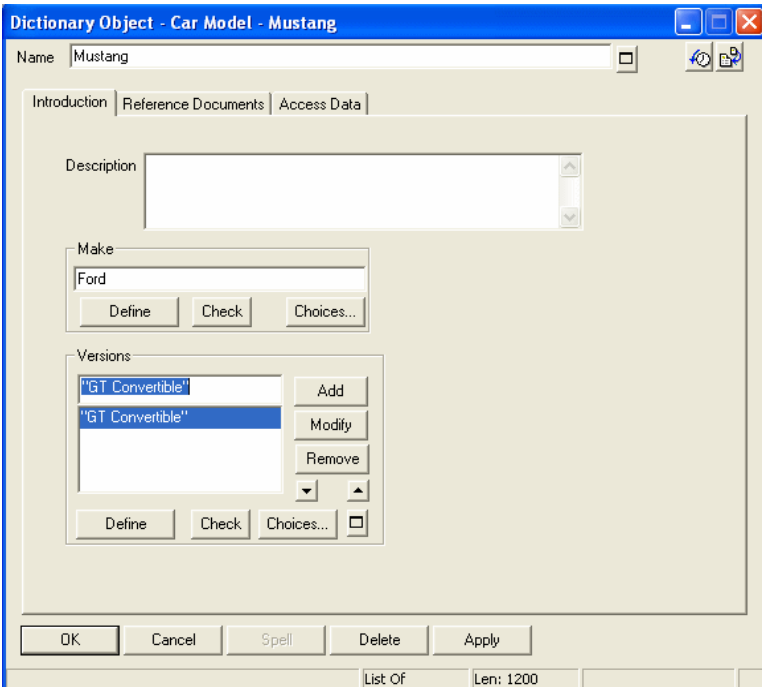 Dictionary Object - Car Model - Mustang
Name Mustang
Introduction Reference Documents Access Data
Description
Make
Ford
Define Check Choices...
Versions
"GT Convertible" Add
"GT Convertible"
Modify
Remove
Define Check Choices...
OK Cancel Spell Delete Apply
List Of Len: 1200